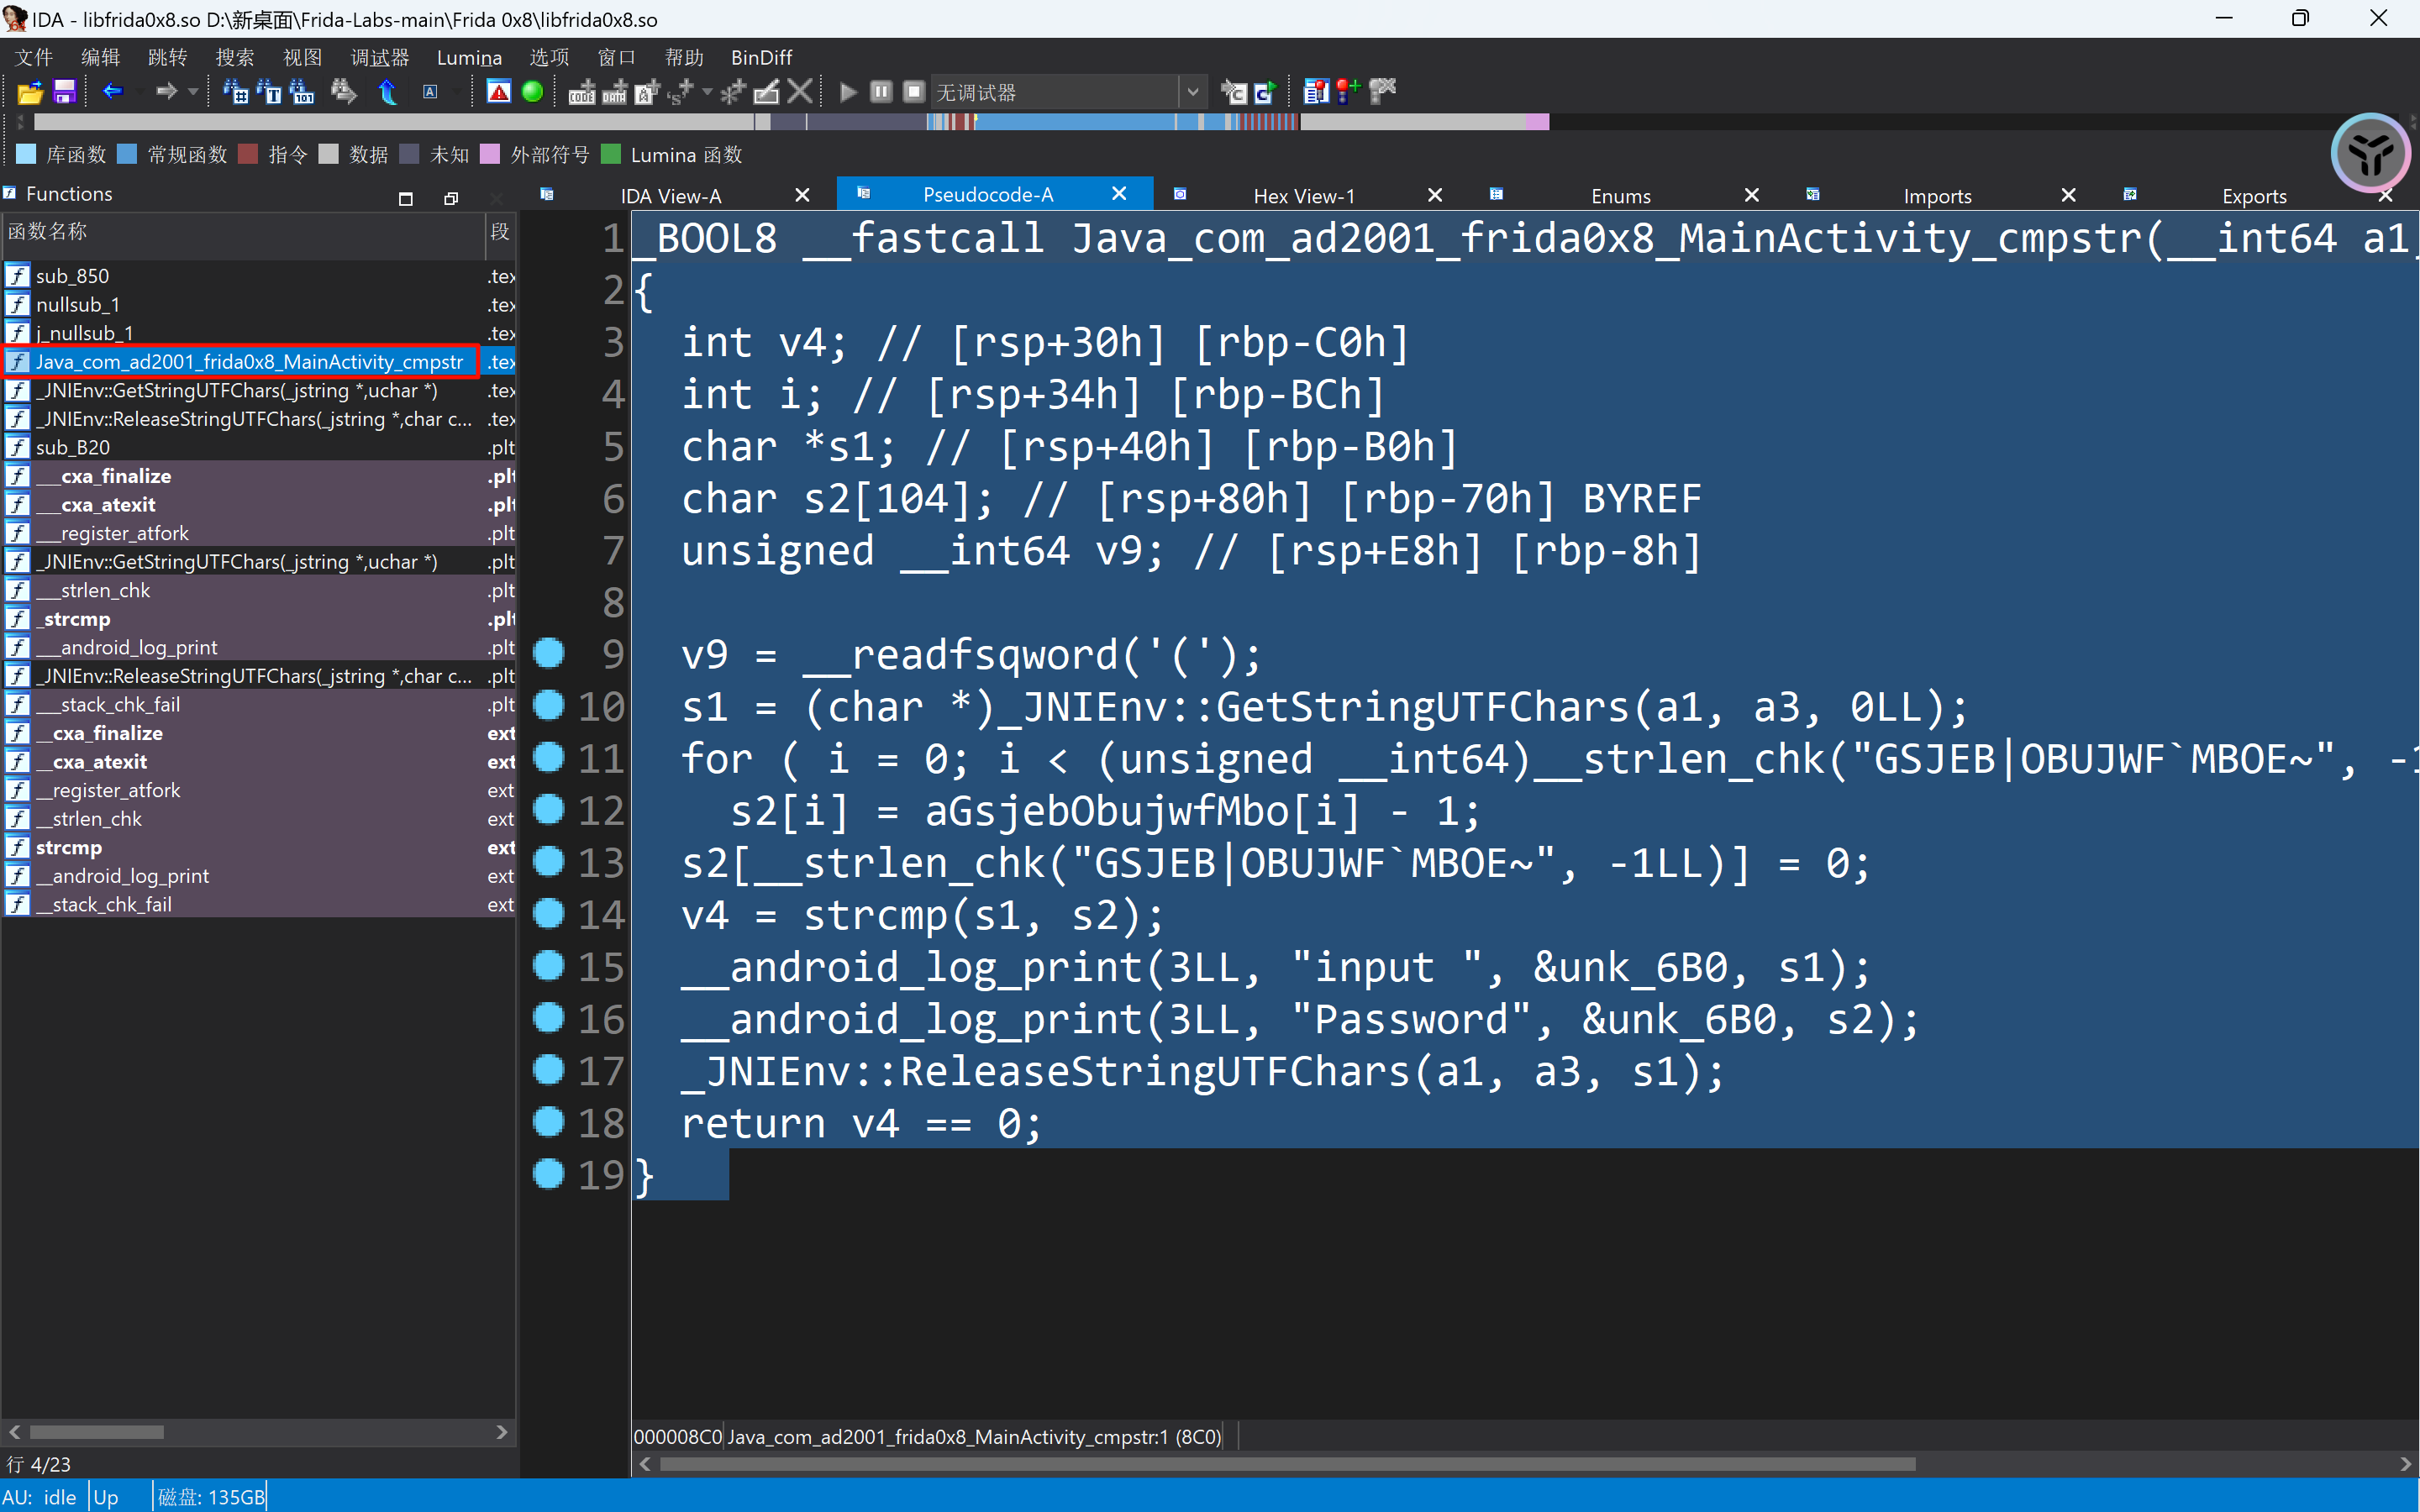 IDA - libfrida0x8.so D:\新桌面\Frida-Labs-main\Frida 0x8\libfrida0x8.so
文件 编辑 跳转 搜索 视图 调试器 Lumina 选项 窗口 帮助 BinDiff
无调试器
库函数 常规函数 指令 数据 未知 外部符号 Lumina 函数
Functions
IDA View-A Pseudocode-A Hex View-1 Enums Imports Exports
函数名称 段
sub_850 .tex
nullsub_1 .tex
j_nullsub_1 .tex
Java_com_ad2001_frida0x8_MainActivity_cmpstr .tex
_JNIEnv::GetStringUTFChars(_jstring *,uchar *) .tex
_JNIEnv::ReleaseStringUTFChars(_jstring *,char c... .tex
sub_B20 .plt
___cxa_finalize .plt
___cxa_atexit .plt
___register_atfork .plt
_JNIEnv::GetStringUTFChars(_jstring *,uchar *) .plt
___strlen_chk .plt
_strcmp .plt
___android_log_print .plt
_JNIEnv::ReleaseStringUTFChars(_jstring *,char c... .plt
___stack_chk_fail .plt
__cxa_finalize ext
__cxa_atexit ext
__register_atfork ext
__strlen_chk ext
strcmp ext
__android_log_print ext
__stack_chk_fail ext
行 4/23
1 _BOOL8 __fastcall Java_com_ad2001_frida0x8_MainActivity_cmpstr(__int64 a1,
2 {
3 int v4; // [rsp+30h] [rbp-C0h]
4 int i; // [rsp+34h] [rbp-BCh]
5 char *s1; // [rsp+40h] [rbp-B0h]
6 char s2[104]; // [rsp+80h] [rbp-70h] BYREF
7 unsigned __int64 v9; // [rsp+E8h] [rbp-8h]
8
9 v9 = __readfsqword('(');
10 s1 = (char *)_JNIEnv::GetStringUTFChars(a1, a3, 0LL);
11 for ( i = 0; i < (unsigned __int64)__strlen_chk("GSJEB|OBUJWF`MBOE~", -1
12 s2[i] = aGsjebObujwfMbo[i] - 1;
13 s2[__strlen_chk("GSJEB|OBUJWF`MBOE~", -1LL)] = 0;
14 v4 = strcmp(s1, s2);
15 __android_log_print(3LL, "input ", &unk_6B0, s1);
16 __android_log_print(3LL, "Password", &unk_6B0, s2);
17 _JNIEnv::ReleaseStringUTFChars(a1, a3, s1);
18 return v4 == 0;
19 }
000008C0 Java_com_ad2001_frida0x8_MainActivity_cmpstr:1 (8C0)
AU: idle Up 磁盘: 135GB